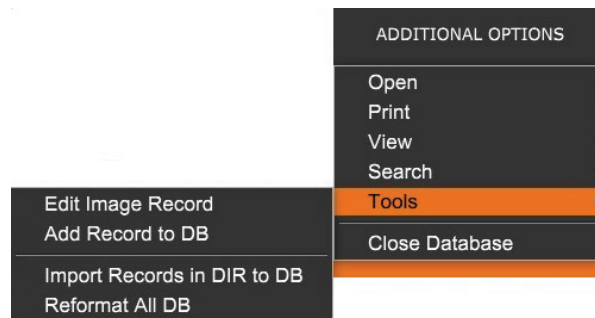 ADDITIONAL OPTIONS
Open
Print
View
Search
Tools
Close Database
Edit Image Record
Add Record to DB
Import Records in DIR to DB
Reformat All DB